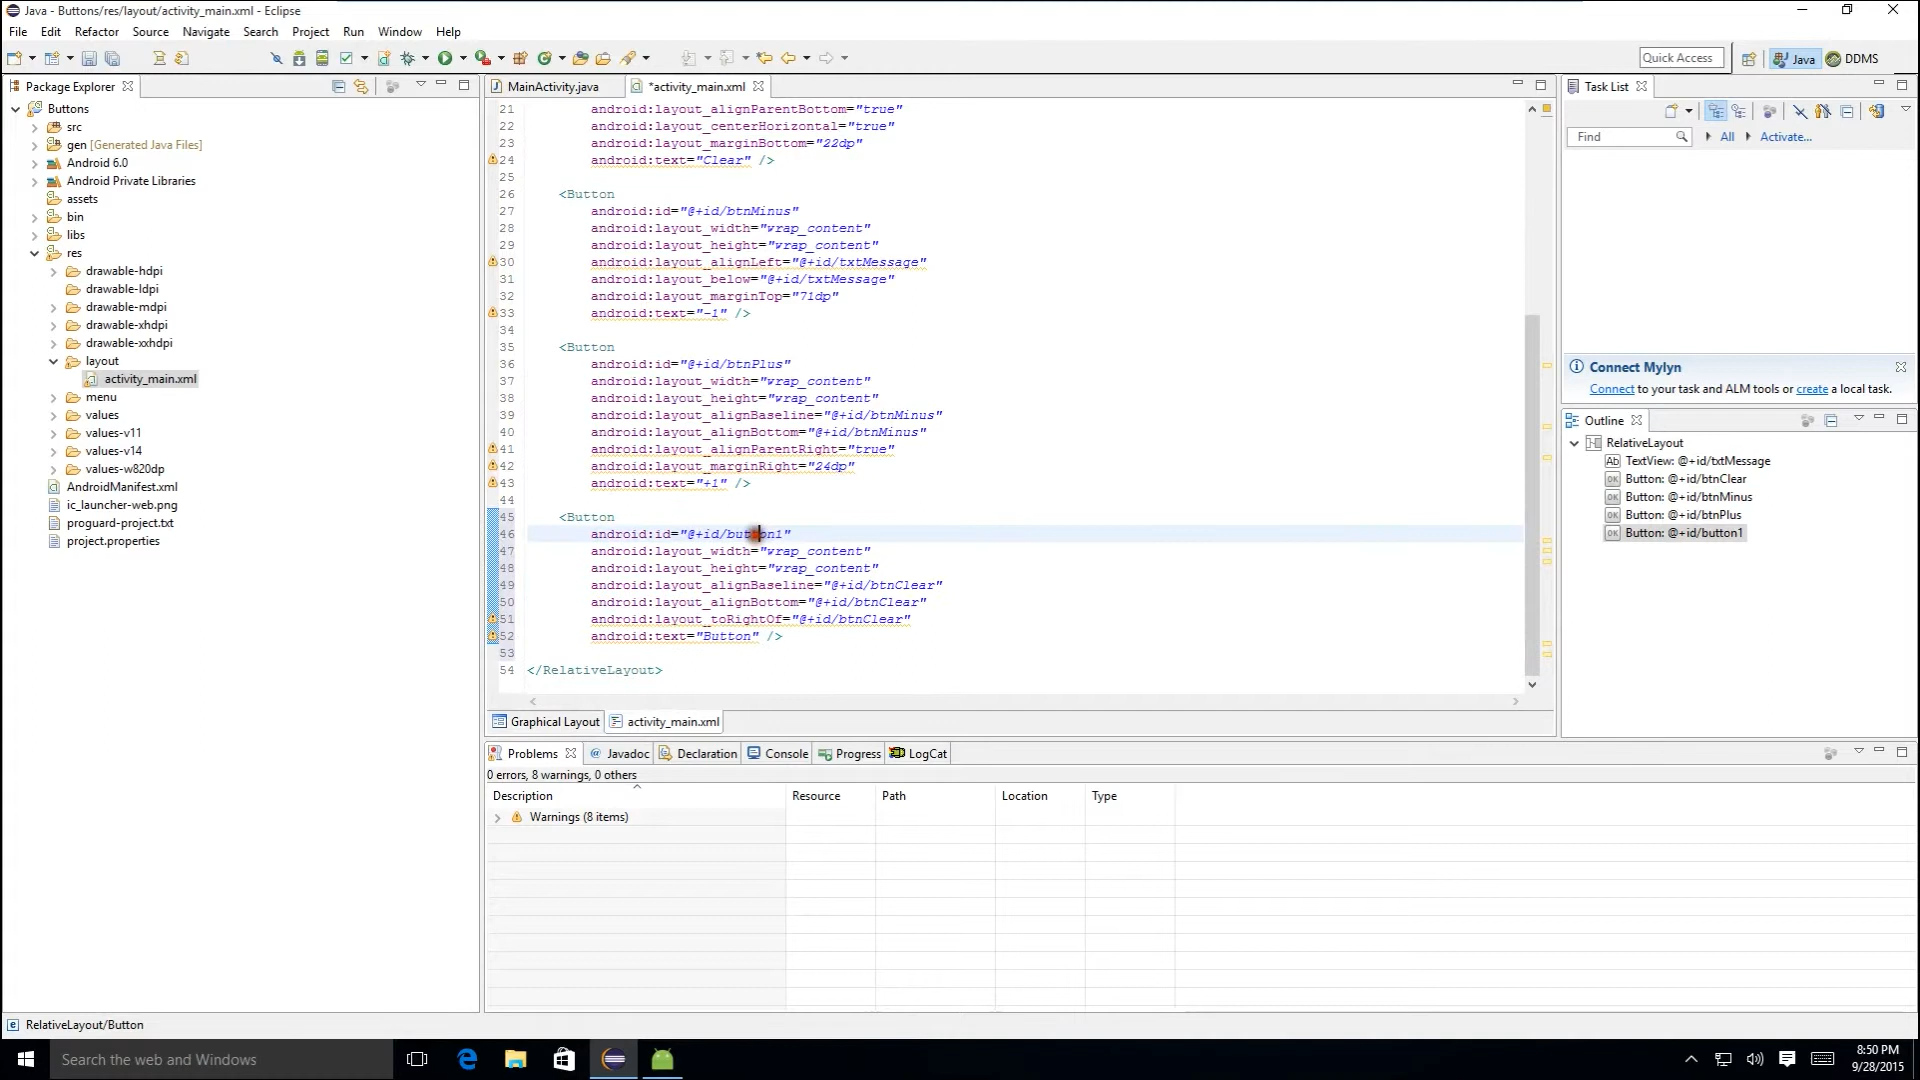 Java - Buttons/res/layout/activity_main.xml - Eclipse
File Edit Refactor Source Navigate Search Project Run Window Help
Quick Access Java DDMS
Package Explorer
Buttons
src
gen [Generated Java Files]
Android 6.0
Android Private Libraries
assets
bin
libs
res
drawable-hdpi
drawable-ldpi
drawable-mdpi
drawable-xhdpi
drawable-xxhdpi
layout
activity_main.xml
menu
values
values-v11
values-v14
values-w820dp
AndroidManifest.xml
ic_launcher-web.png
proguard-project.txt
project.properties
MainActivity.java *activity_main.xml
21 android:layout_alignParentBottom="true"
22 android:layout_centerHorizontal="true"
23 android:layout_marginBottom="22dp"
24 android:text="Clear" />
25
26 <Button
27 android:id="@+id/btnMinus"
28 android:layout_width="wrap_content"
29 android:layout_height="wrap_content"
30 android:layout_alignLeft="@+id/txtMessage"
31 android:layout_below="@+id/txtMessage"
32 android:layout_marginTop="71dp"
33 android:text="-1" />
34
35 <Button
36 android:id="@+id/btnPlus"
37 android:layout_width="wrap_content"
38 android:layout_height="wrap_content"
39 android:layout_alignBaseline="@+id/btnMinus"
40 android:layout_alignBottom="@+id/btnMinus"
41 android:layout_alignParentRight="true"
42 android:layout_marginRight="24dp"
43 android:text="+1" />
44
45 <Button
46 android:id="@+id/button1"
47 android:layout_width="wrap_content"
48 android:layout_height="wrap_content"
49 android:layout_alignBaseline="@+id/btnClear"
50 android:layout_alignBottom="@+id/btnClear"
51 android:layout_toRightOf="@+id/btnClear"
52 android:text="Button" />
53
54 </RelativeLayout>
Graphical Layout activity_main.xml
Task List
Find All Activate...
Connect Mylyn
Connect to your task and ALM tools or create a local task.
Outline
RelativeLayout
Ab TextView: @+id/txtMessage
OK Button: @+id/btnClear
OK Button: @+id/btnMinus
OK Button: @+id/btnPlus
OK Button: @+id/button1
Problems Javadoc Declaration Console Progress LogCat
0 errors, 8 warnings, 0 others
Description Resource Path Location Type
Warnings (8 items)
RelativeLayout/Button
Search the web and Windows
8:50 PM
9/28/2015